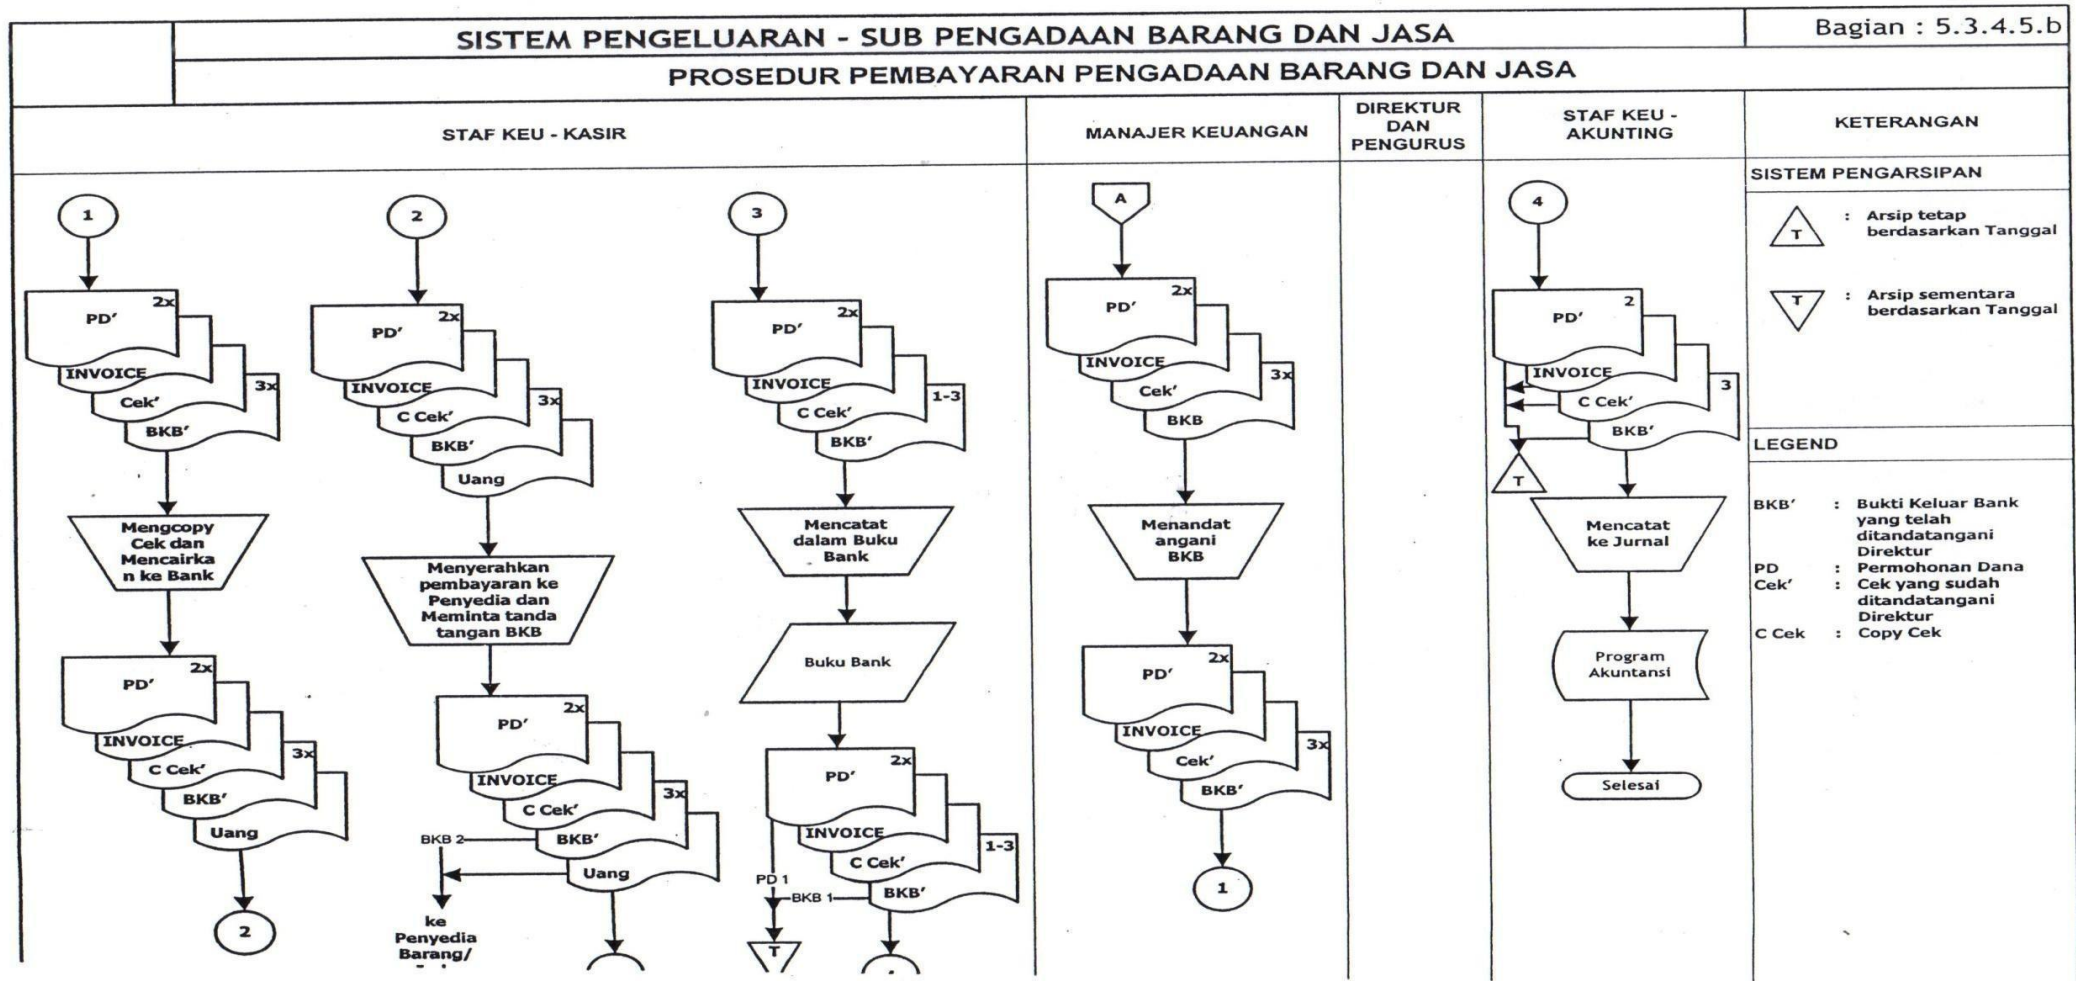 SISTEM PENGELUARAN - SUB PENGADAAN BARANG DAN JASA
Bagian : 5.3.4.5.b
PROSEDUR PEMBAYARAN PENGADAAN BARANG DAN JASA
STAF KEU - KASIR
MANAJER KEUANGAN
DIREKTUR
DAN
PENGURUS
STAF KEU -
AKUNTING
KETERANGAN
1
PD'
2x
INVOICE
Cek'
3x
BKB'
Mengcopy
Cek dan
Mencairka
n ke Bank
PD'
2x
INVOICE
C Cek'
3x
BKB'
Uang
2
2
PD'
2x
INVOICE
C Cek'
3x
BKB'
Uang
Menyerahkan
pembayaran ke
Penyedia dan
Meminta tanda
tangan BKB
PD'
2x
INVOICE
C Cek'
3x
BKB 2
BKB'
Uang
ke
Penyedia
Barang/
3
PD'
2x
INVOICE
C Cek'
1-3
BKB'
Mencatat
dalam Buku
Bank
Buku Bank
PD'
2x
INVOICE
C Cek'
1-3
PD 1
BKB 1
BKB'
T
A
PD'
2x
INVOICE
Cek'
3x
BKB
Menandat
angani
BKB
PD'
2x
INVOICE
Cek'
3x
BKB'
1
4
PD'
2
INVOICE
C Cek'
3
BKB'
T
Mencatat
ke Jurnal
Program
Akuntansi
Selesai
SISTEM PENGARSIPAN
T : Arsip tetap
berdasarkan Tanggal
T : Arsip sementara
berdasarkan Tanggal
LEGEND
BKB' : Bukti Keluar Bank
yang telah
ditandatangani
Direktur
PD : Permohonan Dana
Cek' : Cek yang sudah
ditandatangani
Direktur
C Cek : Copy Cek